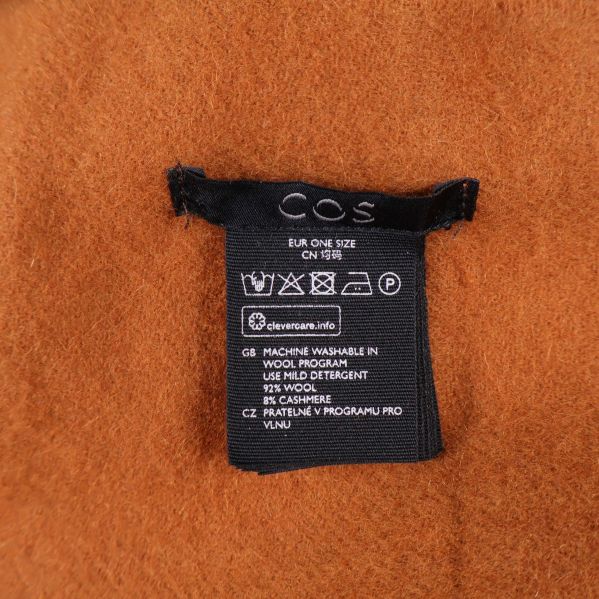 COS
EUR ONE SIZE
CN 均码
P
clevercare.info
GB MACHINE WASHABLE IN
WOOL PROGRAM
USE MILD DETERGENT
92% WOOL
8% CASHMERE
CZ PRATELNÉ V PROGRAMU PRO
VLNU